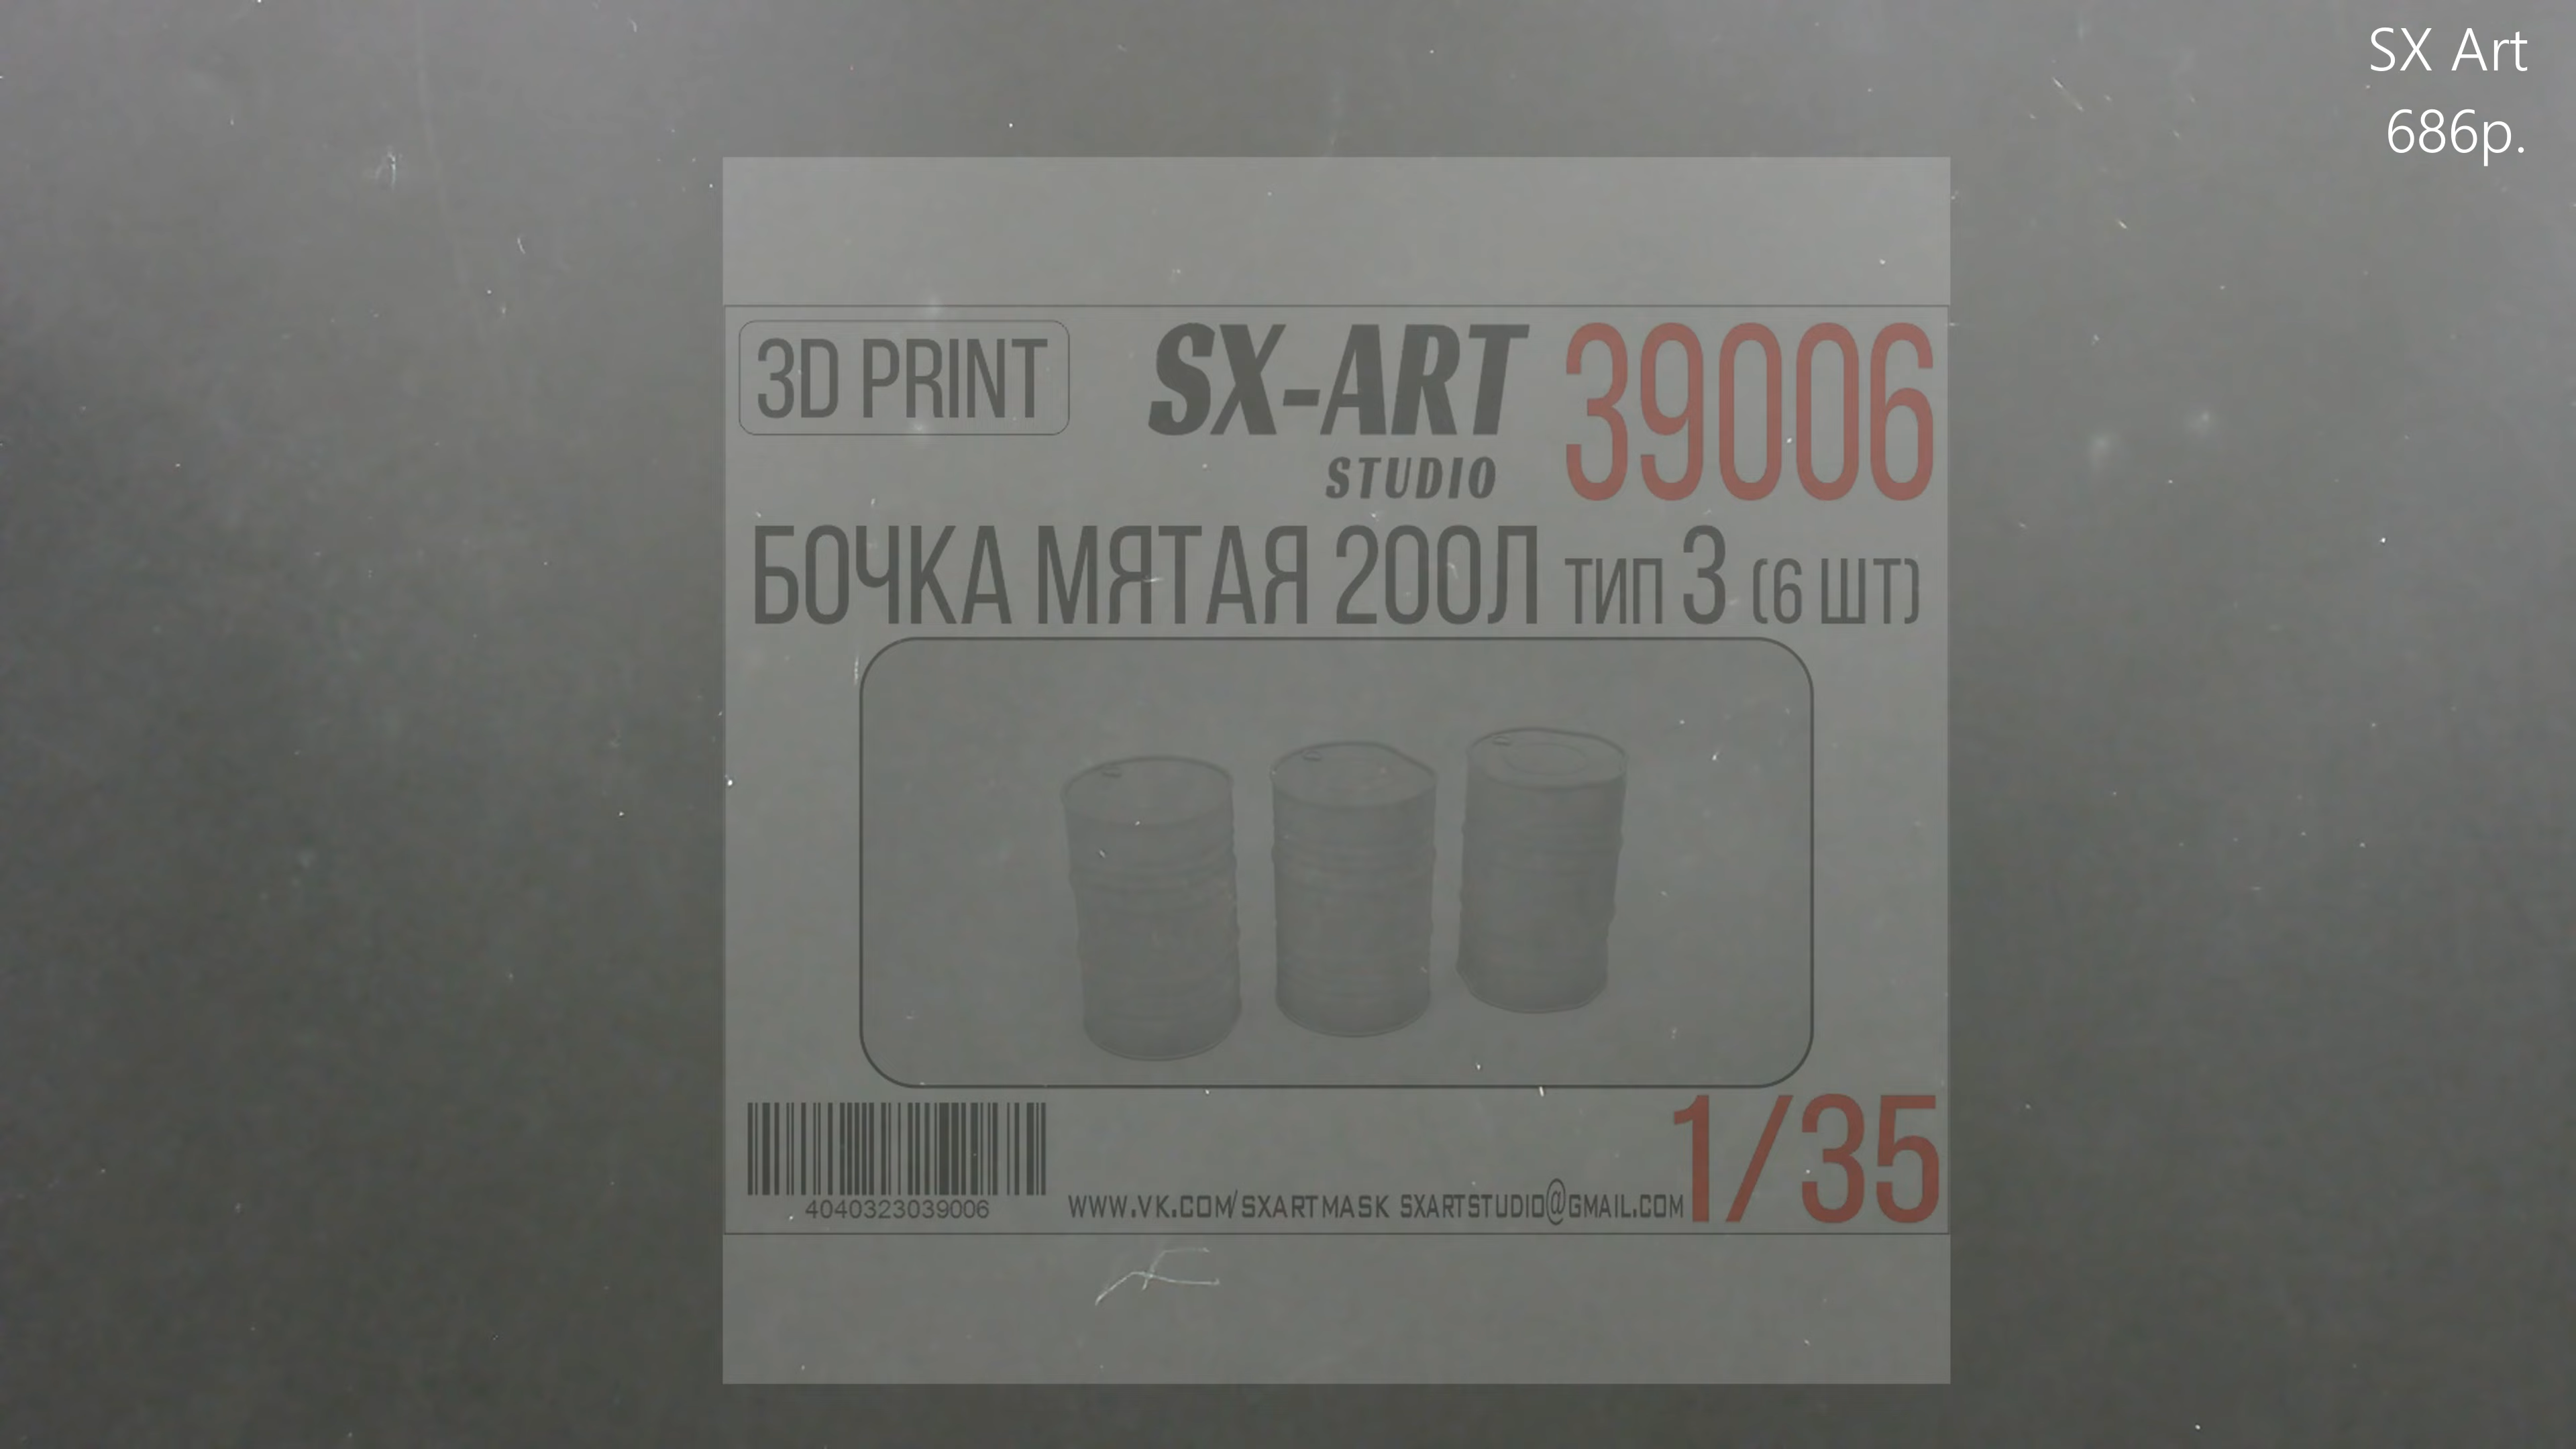 SX Art
686р.
3D PRINT
SX-ART
STUDIO
39006
БОЧКА МЯТАЯ 200Л ТИП 3 (6 ШТ)
4040323039006
WWW.VK.COM/SXARTMASK SXARTSTUDIO@GMAIL.COM
1/35